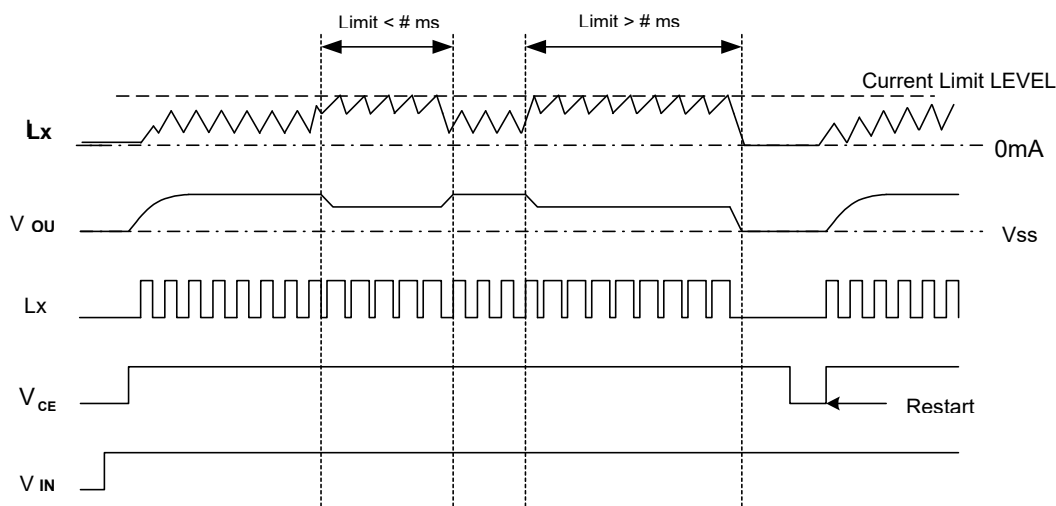 Limit < # ms
Limit > # ms
Current Limit LEVEL
ILx
0mA
V OU
Vss
Lx
V CE
Restart
V IN